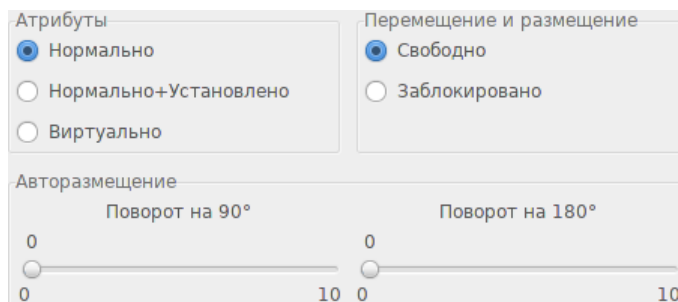 Атрибуты
Нормально
Нормально+Установлено
Виртуально
Перемещение и размещение
Свободно
Заблокировано
Авторазмещение
Поворот на 90° Поворот на 180°
0 0
0 10 0 10